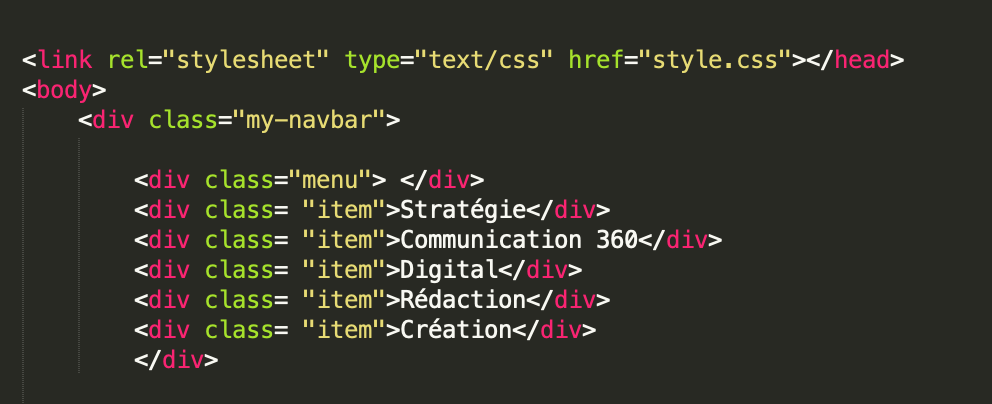 <link rel="stylesheet" type="text/css" href="style.css"></head>
<body>
<div class="my-navbar">
<div class="menu"> </div>
<div class= "item">Stratégie</div>
<div class= "item">Communication 360</div>
<div class= "item">Digital</div>
<div class= "item">Rédaction</div>
<div class= "item">Création</div>
</div>